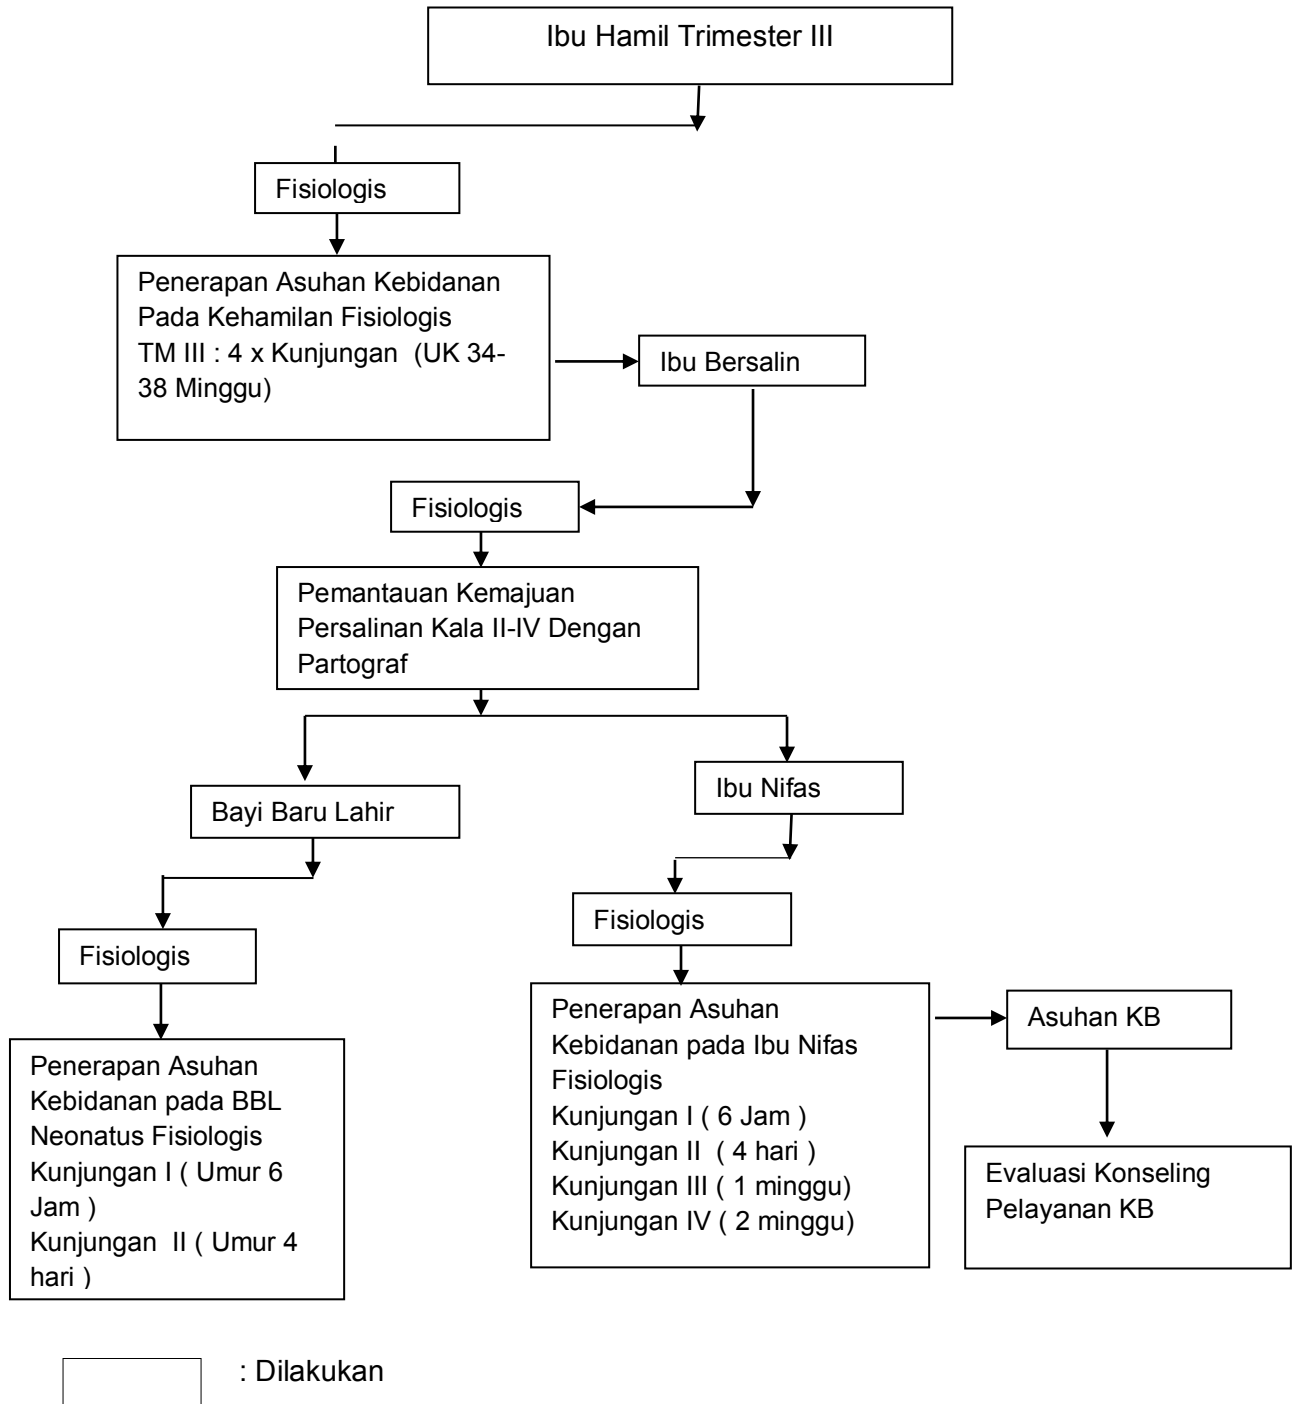 Ibu Hamil Trimester III
Fisiologis
Penerapan Asuhan Kebidanan
Pada Kehamilan Fisiologis
TM III : 4 x Kunjungan (UK 34-
38 Minggu)
Ibu Bersalin
Fisiologis
Pemantauan Kemajuan
Persalinan Kala II-IV Dengan
Partograf
Bayi Baru Lahir
Ibu Nifas
Fisiologis
Penerapan Asuhan
Kebidanan pada BBL
Neonatus Fisiologis
Kunjungan I ( Umur 6
Jam )
Kunjungan II ( Umur 4
hari )
Fisiologis
Penerapan Asuhan
Kebidanan pada Ibu Nifas
Fisiologis
Kunjungan I ( 6 Jam )
Kunjungan II ( 4 hari )
Kunjungan III ( 1 minggu)
Kunjungan IV ( 2 minggu)
Asuhan KB
Evaluasi Konseling
Pelayanan KB
: Dilakukan